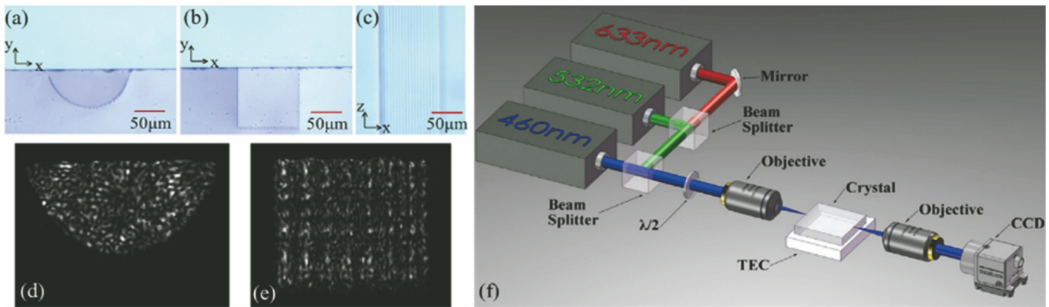 (a)
y
x
50μm
(b)
y
x
50μm
(c)
z
x
50μm
(d)
(e)
633nm
532nm
460nm
Mirror
Beam
Splitter
Objective
Crystal
Objective
CCD
Beam
Splitter
λ/2
TEC
(f)